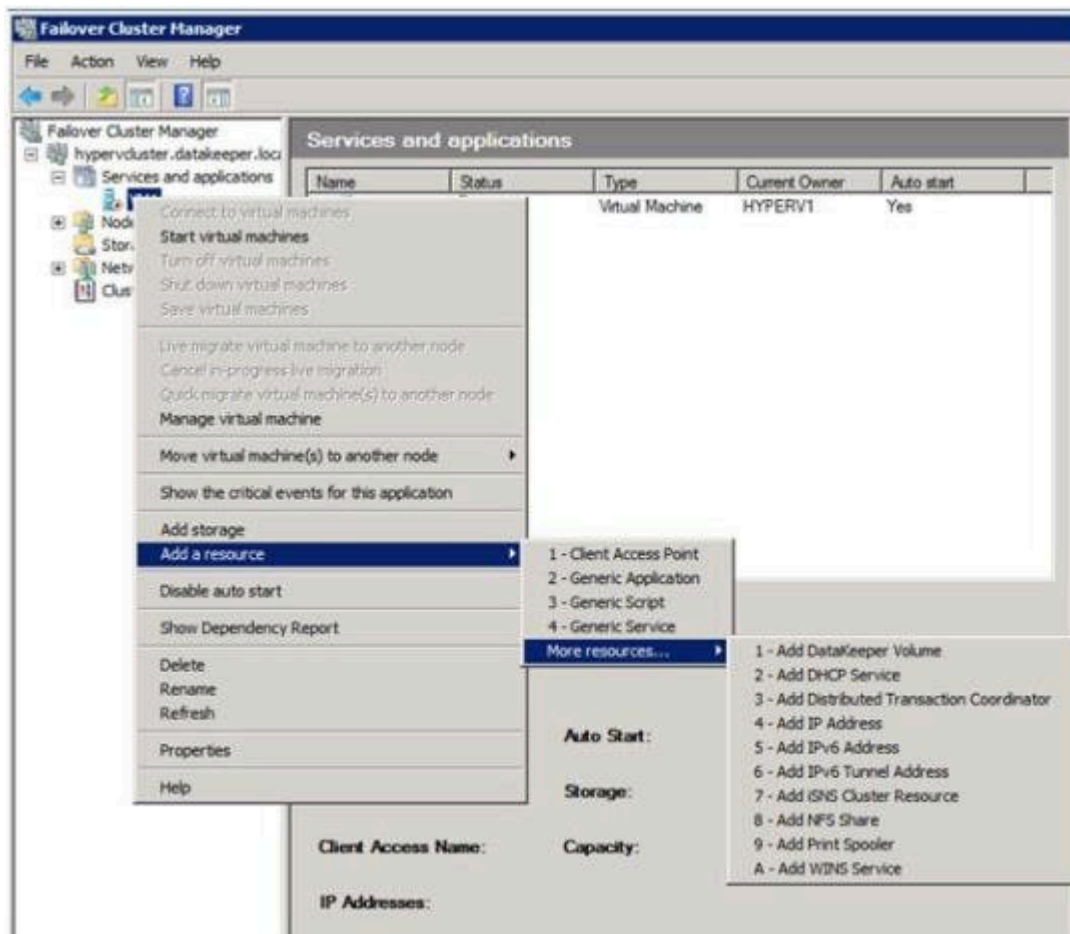 Failover Cluster Manager
File Action View Help
Failover Cluster Manager
hypervcluster.datakeeper.loca
Services and applications
Node
Stor
Netw
Clus
Services and applications
Name Status Type Current Owner Auto start
Virtual Machine HYPERV1 Yes
Connect to virtual machines
Start virtual machines
Turn off virtual machines
Shut down virtual machines
Save virtual machines
Live migrate virtual machine to another node
Cancel in-progress live migration
Quick migrate virtual machine(s) to another node
Manage virtual machine
Move virtual machine(s) to another node
Show the critical events for this application
Add storage
Add a resource
Disable auto start
Show Dependency Report
Delete
Rename
Refresh
Properties
Help
1 - Client Access Point
2 - Generic Application
3 - Generic Script
4 - Generic Service
More resources...
1 - Add DataKeeper Volume
2 - Add DHCP Service
3 - Add Distributed Transaction Coordinator
4 - Add IP Address
5 - Add IPv6 Address
6 - Add IPv6 Tunnel Address
7 - Add iSNS Cluster Resource
8 - Add NFS Share
9 - Add Print Spooler
A - Add WINS Service
Auto Start:
Storage:
Client Access Name: Capacity:
IP Addresses: